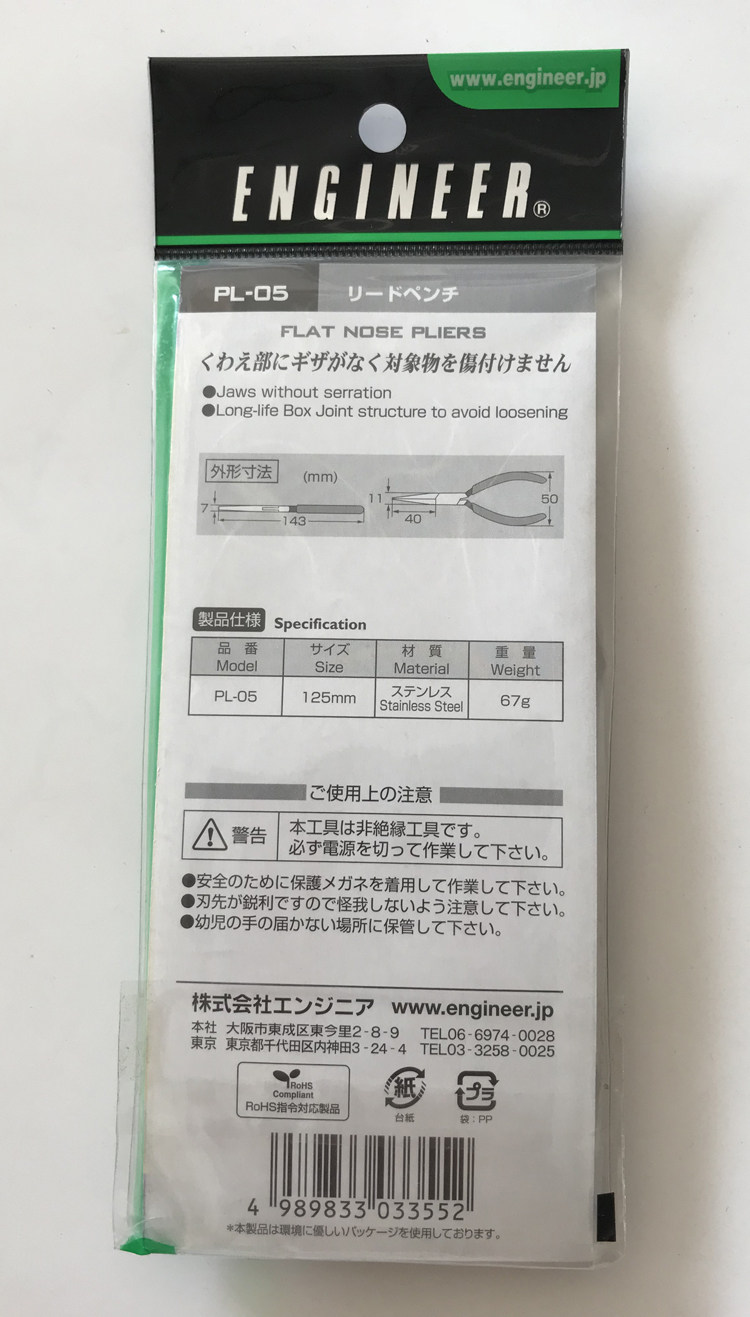 www.engineer.jp
ENGINEER®
PL-05 リードペンチ
FLAT NOSE PLIERS
くわえ部にギザがなく対象物を傷付けません
●Jaws without serration
●Long-life Box Joint structure to avoid loosening
外形寸法 (mm)
7 143 11 40 50
製品仕様 Specification
品番 サイズ 材質 重量
Model Size Material Weight
PL-05 125mm ステンレス 67g
Stainless Steel
ご使用上の注意
警告 本工具は非絶縁工具です。
必ず電源を切って作業して下さい。
●安全のために保護メガネを着用して作業して下さい。
●刃先が鋭利ですので怪我しないよう注意して下さい。
●幼児の手の届かない場所に保管して下さい。
株式会社エンジニア www.engineer.jp
本社 大阪市東成区東今里2-8-9 TEL06-6974-0028
東京 東京都千代田区内神田3-24-4 TEL03-3258-0025
RoHS
Compliant
RoHS指令対応製品
紙
台紙
プラ
袋:PP
4 989833 033552
*本製品は環境に優しいパッケージを使用しております。